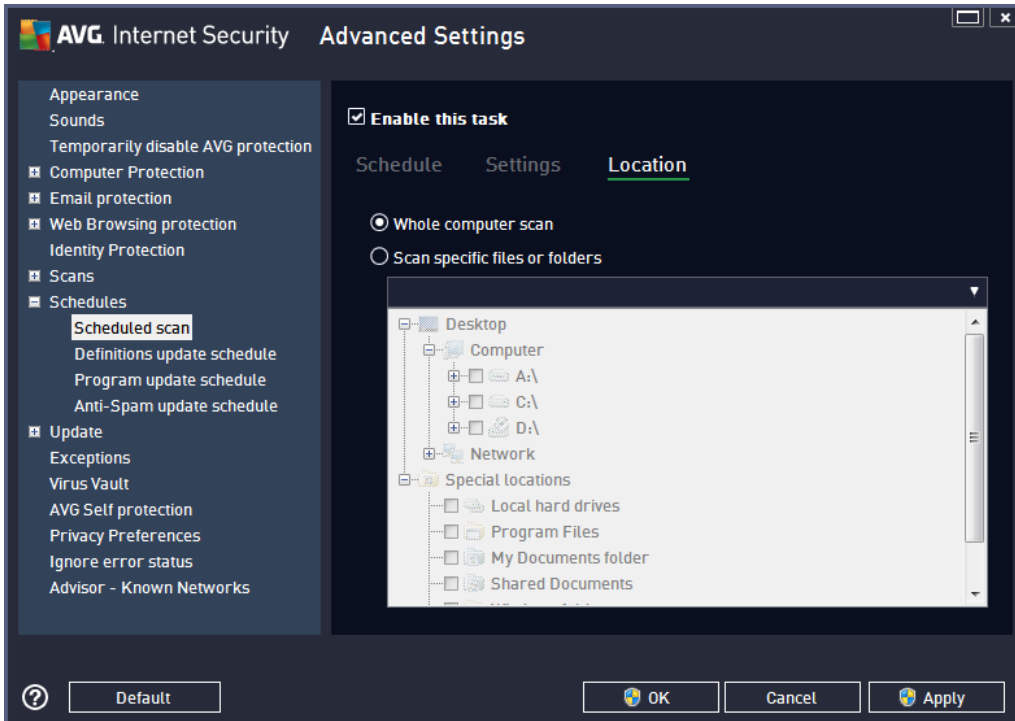 AVG. Internet Security Advanced Settings
Appearance
Sounds
Temporarily disable AVG protection
Computer Protection
Email protection
Web Browsing protection
Identity Protection
Scans
Schedules
Scheduled scan
Definitions update schedule
Program update schedule
Anti-Spam update schedule
Update
Exceptions
Virus Vault
AVG Self protection
Privacy Preferences
Ignore error status
Advisor - Known Networks
Enable this task
Schedule Settings Location
Whole computer scan
Scan specific files or folders
Desktop
Computer
A:\
C:\
D:\
Network
Special locations
Local hard drives
Program Files
My Documents folder
Shared Documents
? Default OK Cancel Apply